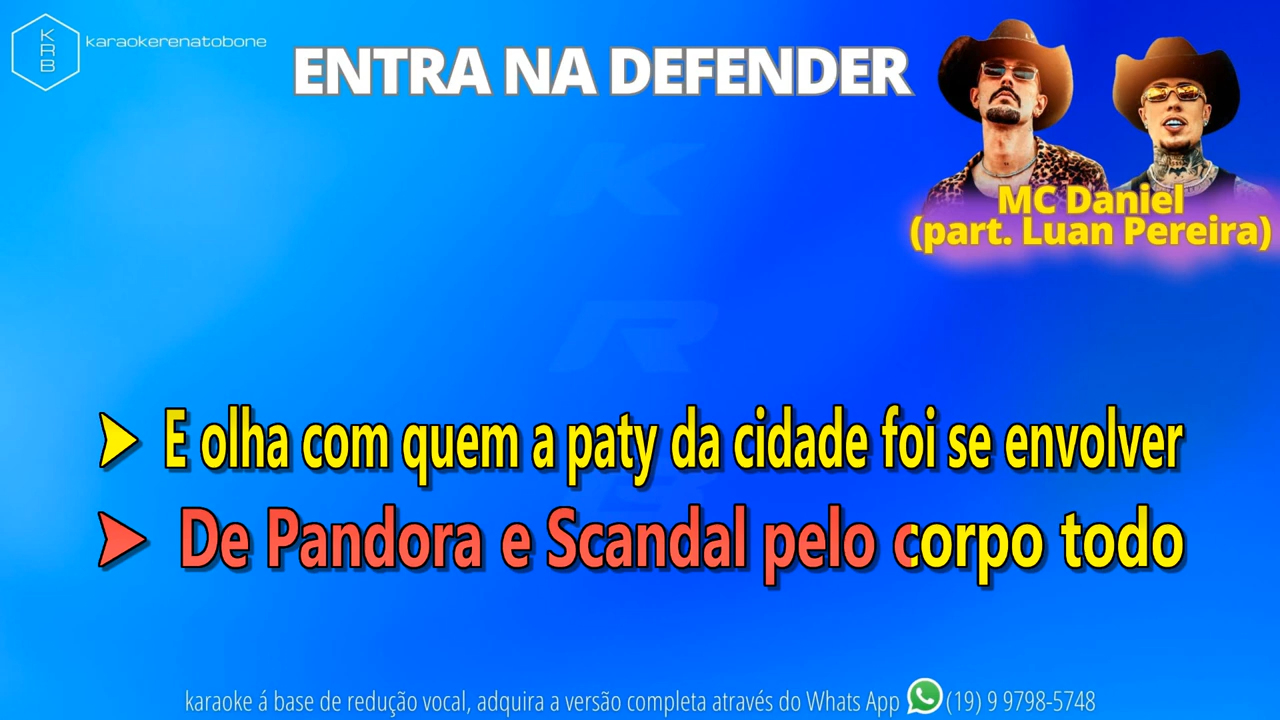 KRB
karaokerenatobone
ENTRA NA DEFENDER
MC Daniel
(part. Luan Pereira)
K
R
B
E olha com quem a paty da cidade foi se envolver
De Pandora e Scandal pelo corpo todo
karaoke á base de redução vocal, adquira a versão completa através do Whats App (19) 9 9798-5748